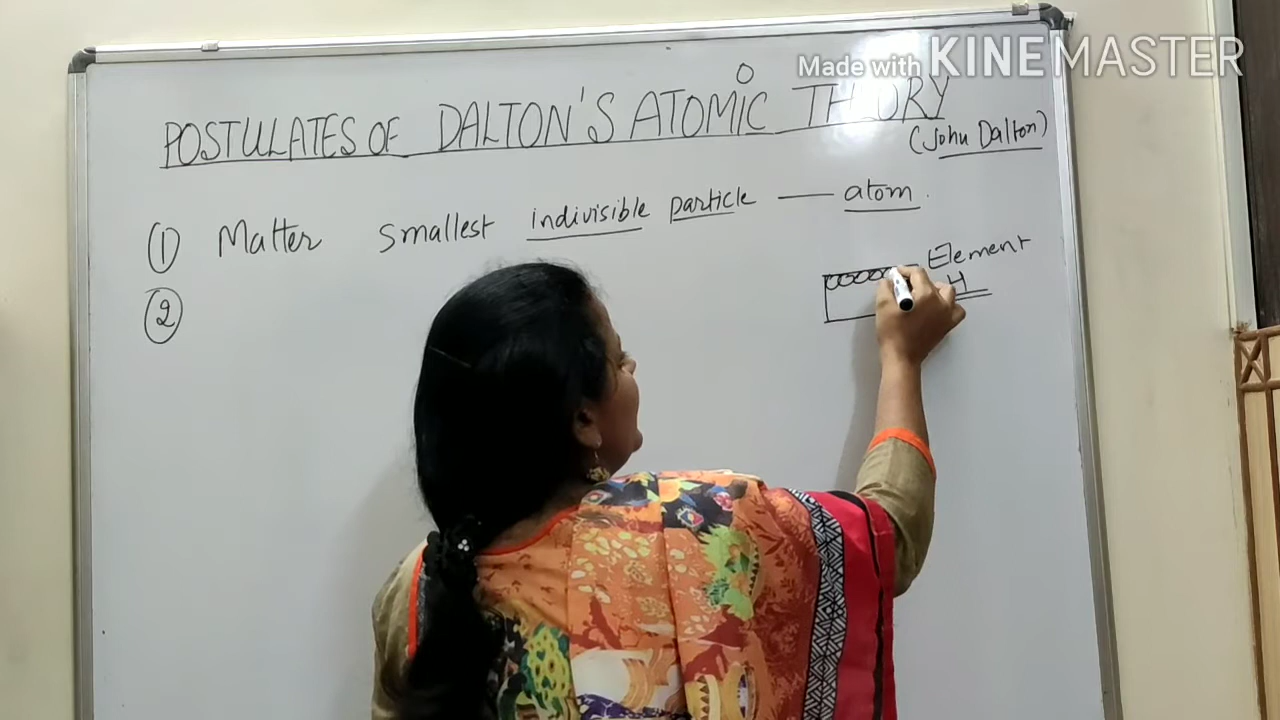 Made with KINEMASTER
POSTULATES OF DALTON'S ATOMIC THEORY
(John Dalton)
① Matter smallest indivisible particle — atom.
Element
②
H